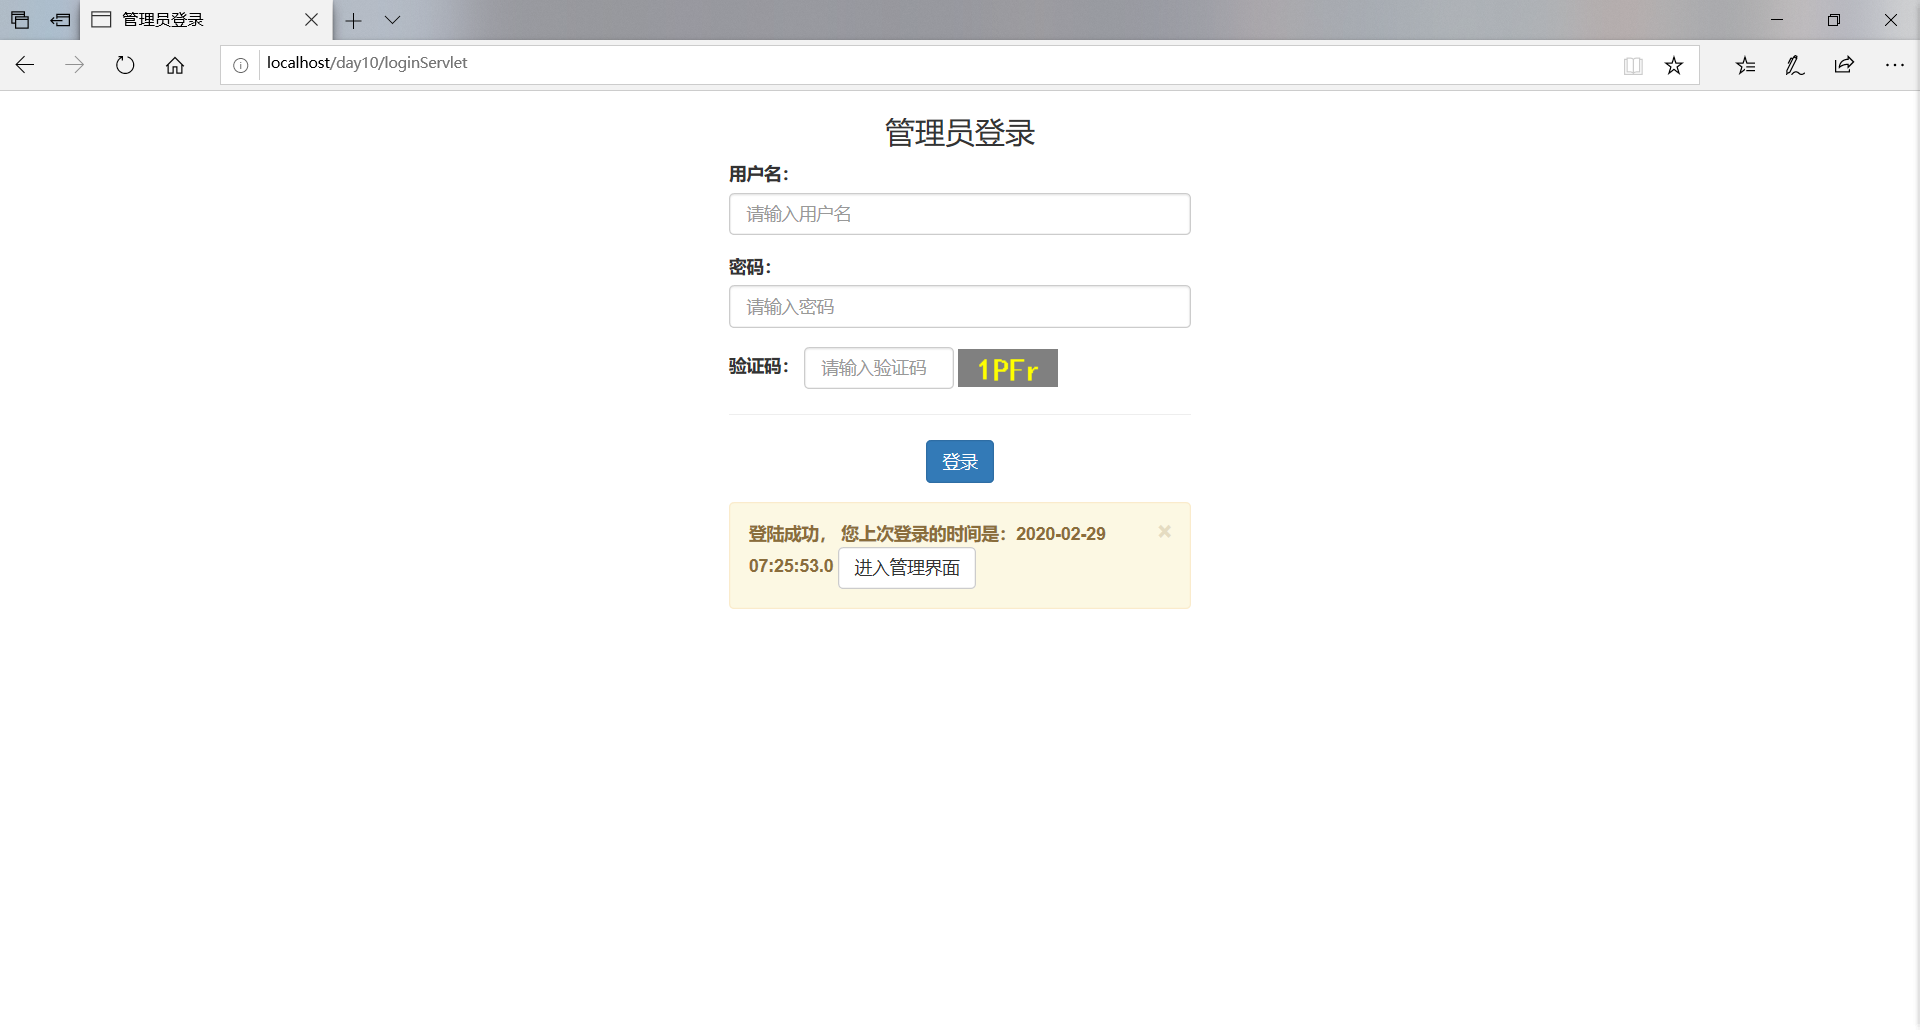 管理员登录
localhost/day10/loginServlet
管理员登录
用户名：
请输入用户名
密码：
请输入密码
验证码： 请输入验证码 1PFr
登录
登陆成功， 您上次登录的时间是：2020-02-29 ×
07:25:53.0 进入管理界面